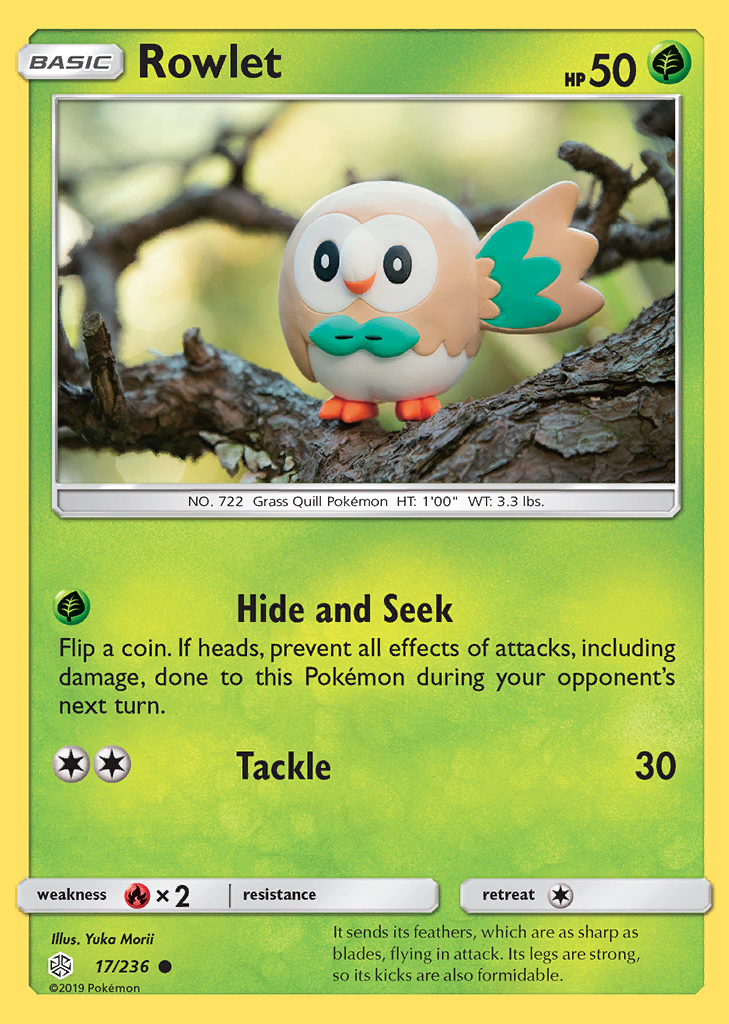 BASIC Rowlet HP 50
NO. 722 Grass Quill Pokémon HT: 1'00" WT: 3.3 lbs.
Hide and Seek
Flip a coin. If heads, prevent all effects of attacks, including
damage, done to this Pokémon during your opponent's
next turn.
Tackle 30
weakness ×2 resistance retreat
Illus. Yuka Morii
17/236
©2019 Pokémon
It sends its feathers, which are as sharp as
blades, flying in attack. Its legs are strong,
so its kicks are also formidable.